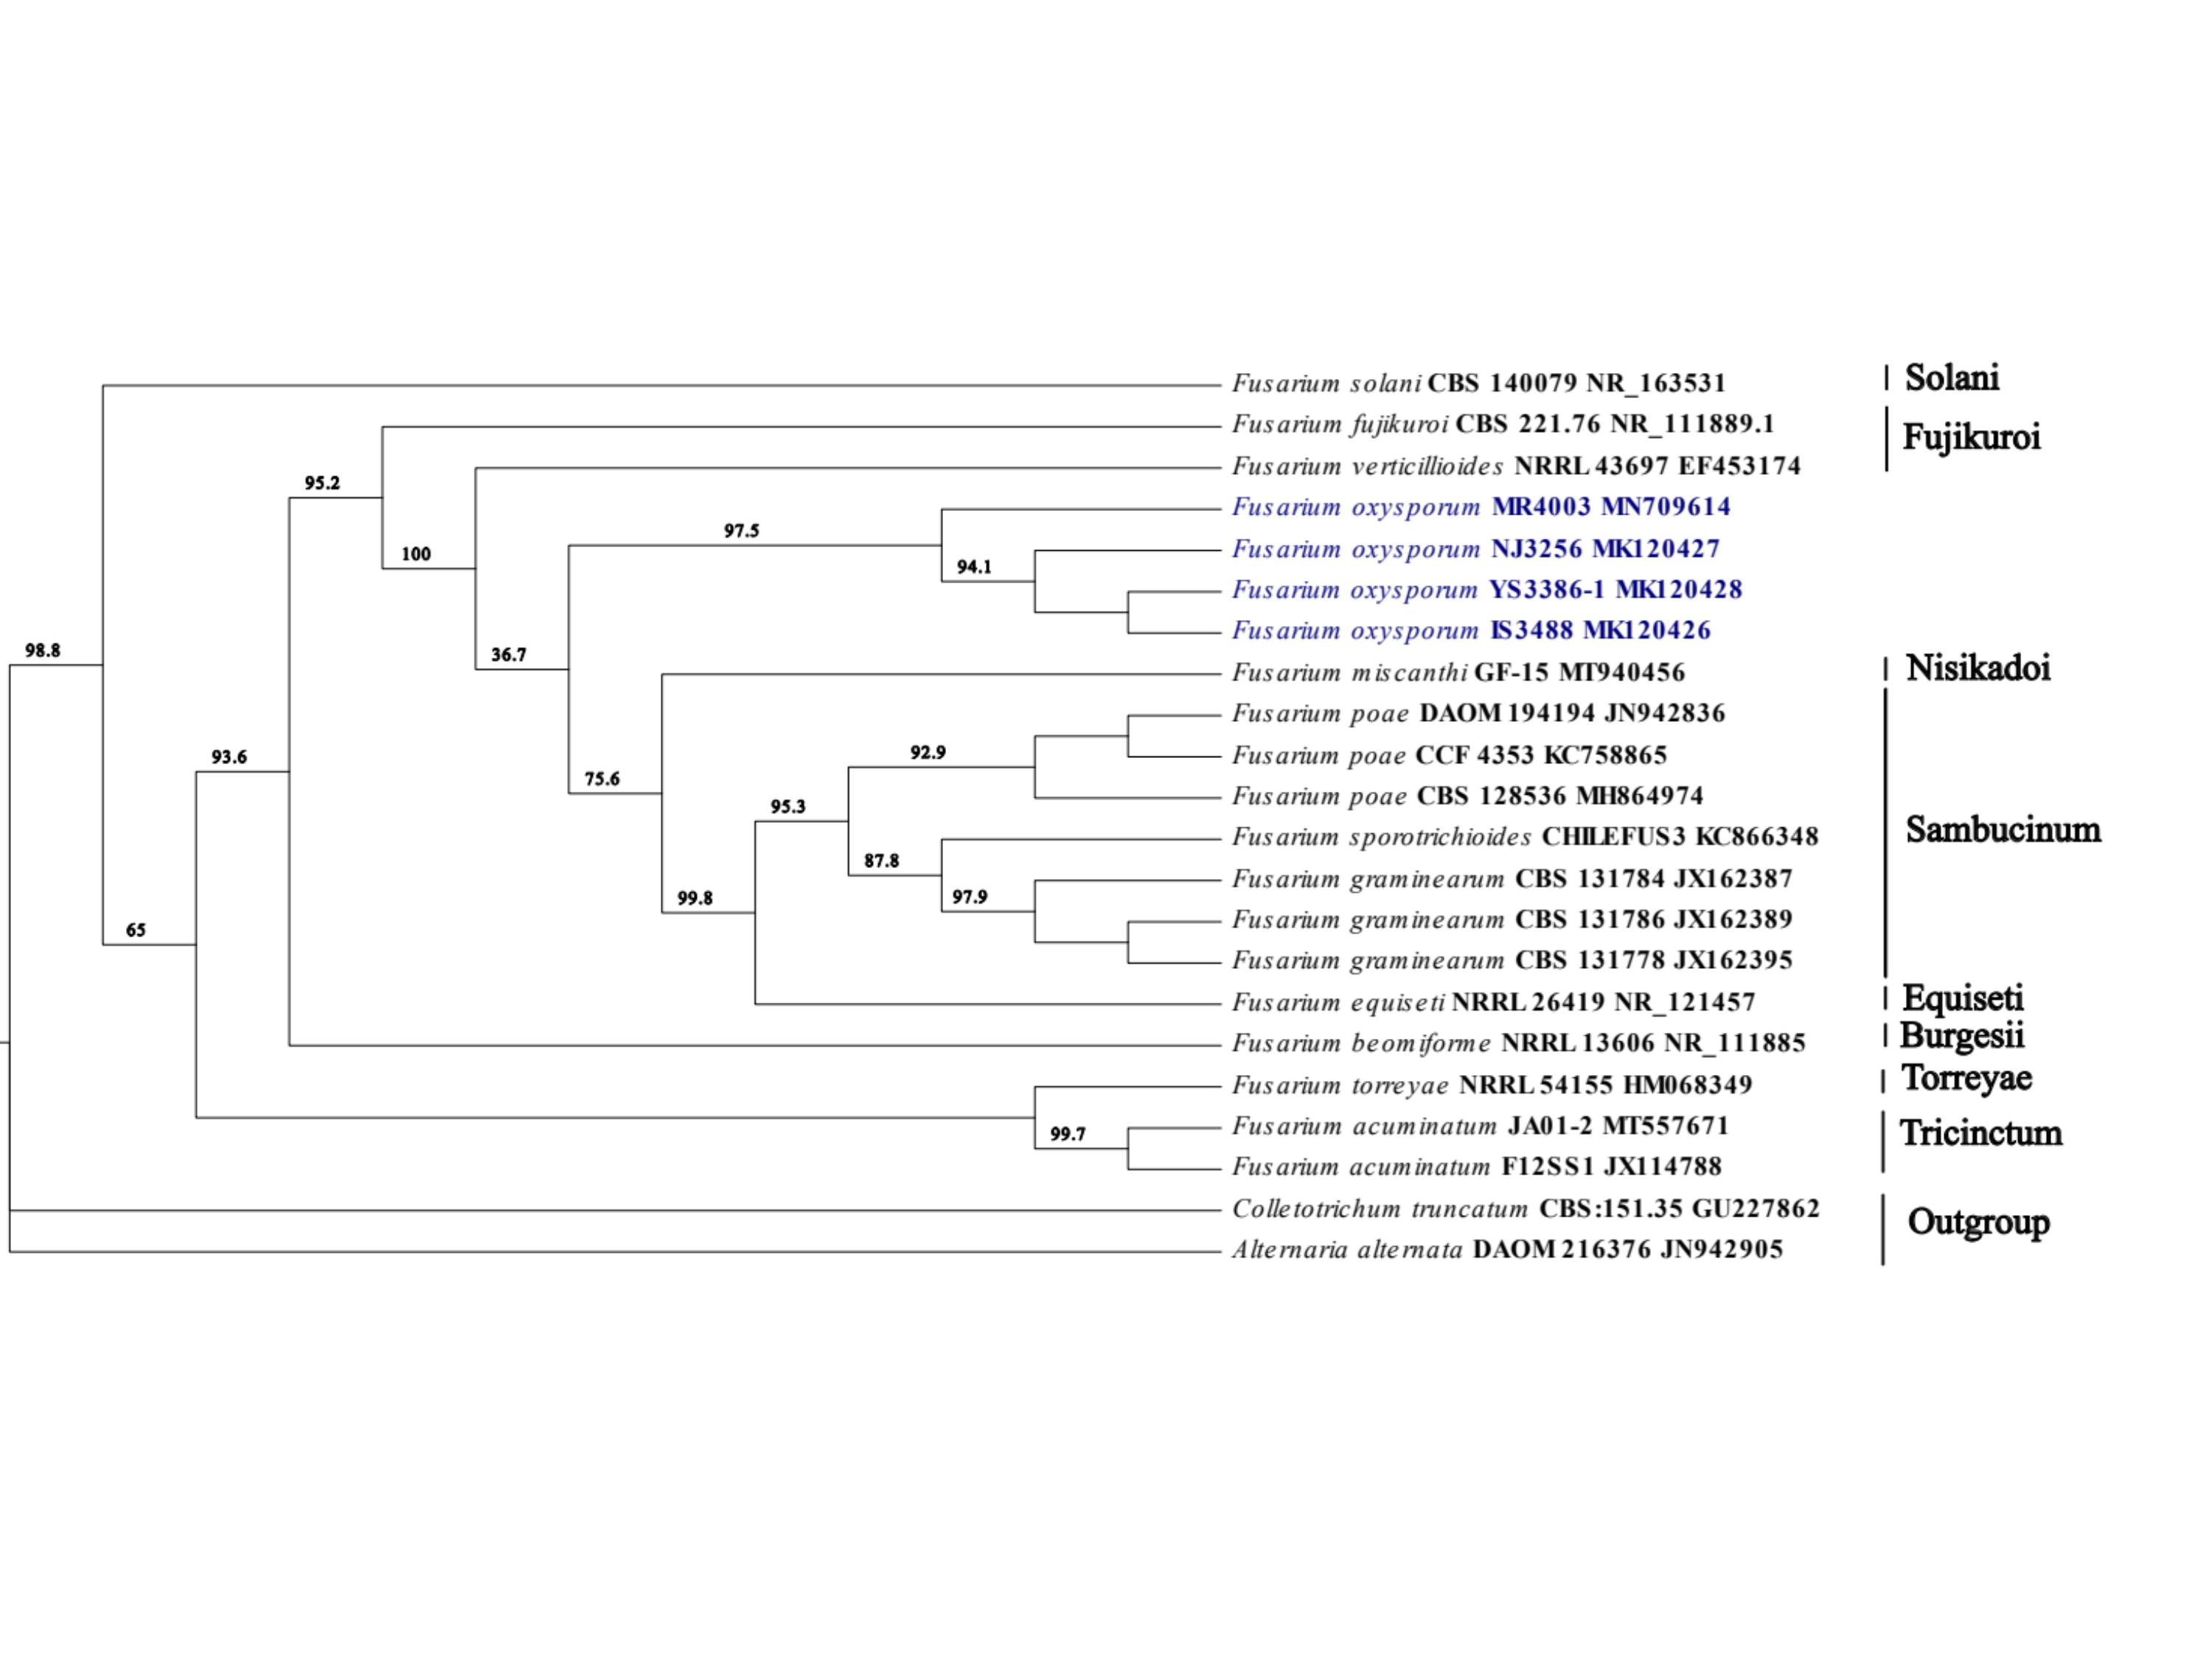 Fusarium solani CBS 140079 NR_163531
Solani
Fusarium fujikuroi CBS 221.76 NR_111889.1
Fujikuroi
Fusarium verticillioides NRRL 43697 EF453174
95.2
Fusarium oxysporum MR4003 MN709614
97.5
Fusarium oxysporum NJ3256 MK120427
100
94.1
Fusarium oxysporum YS3386-1 MK120428
Fusarium oxysporum IS3488 MK120426
98.8
36.7
Fusarium miscanthi GF-15 MT940456
Nisikadoi
Fusarium poae DAOM 194194 JN942836
93.6
92.9
Fusarium poae CCF 4353 KC758865
75.6
Fusarium poae CBS 128536 MH864974
95.3
Fusarium sporotrichioides CHILEFUS3 KC866348
Sambucinum
87.8
Fusarium graminearum CBS 131784 JX162387
99.8
97.9
Fusarium graminearum CBS 131786 JX162389
65
Fusarium graminearum CBS 131778 JX162395
Fusarium equiseti NRRL 26419 NR_121457
Equiseti
Fusarium beomiforme NRRL 13606 NR_111885
Burgesii
Fusarium torreyae NRRL 54155 HM068349
Torreyae
Fusarium acuminatum JA01-2 MT557671
99.7
Tricinctum
Fusarium acuminatum F12SS1 JX114788
Colletotrichum truncatum CBS:151.35 GU227862
Outgroup
Alternaria alternata DAOM 216376 JN942905